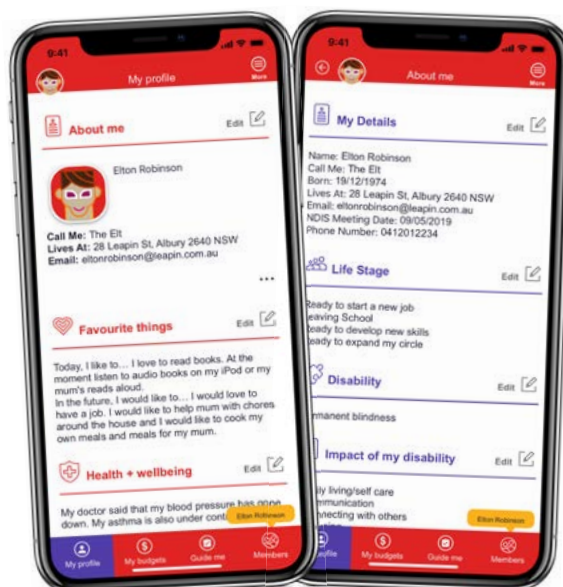 9:41
My profile
More
About me
Edit
Elton Robinson
Call Me: The Elt
Lives At: 28 Leapin St, Albury 2640 NSW
Email: eltonrobinson@leapin.com.au
...
Favourite things
Edit
Today, I like to... I love to read books. At the
moment listen to audio books on my iPod or my
mum's reads aloud.
In the future, I would like to... I would love to
have a job. I would like to help mum with chores
around the house and I would like to cook my
own meals and meals for my mum.
Health + wellbeing
Edit
My doctor said that my blood pressure has gone
down. My asthma is also under
Elton Robinson
My profile
My budgets
Guide me
Members
9:41
About me
More
My Details
Edit
Name: Elton Robinson
Call Me: The Elt
Born: 19/12/1974
Lives At: 28 Leapin St, Albury 2640 NSW
Email: eltonrobinson@leapin.com.au
NDIS Meeting Date: 09/05/2019
Phone Number: 0412012234
Life Stage
Edit
Ready to start a new job
Leaving School
Ready to develop new skills
Ready to expand my circle
Disability
Edit
blindness
Impact of my disability
Edit
living/self care
with others
Elton Robinson
My profile
My budgets
Guide me
Members